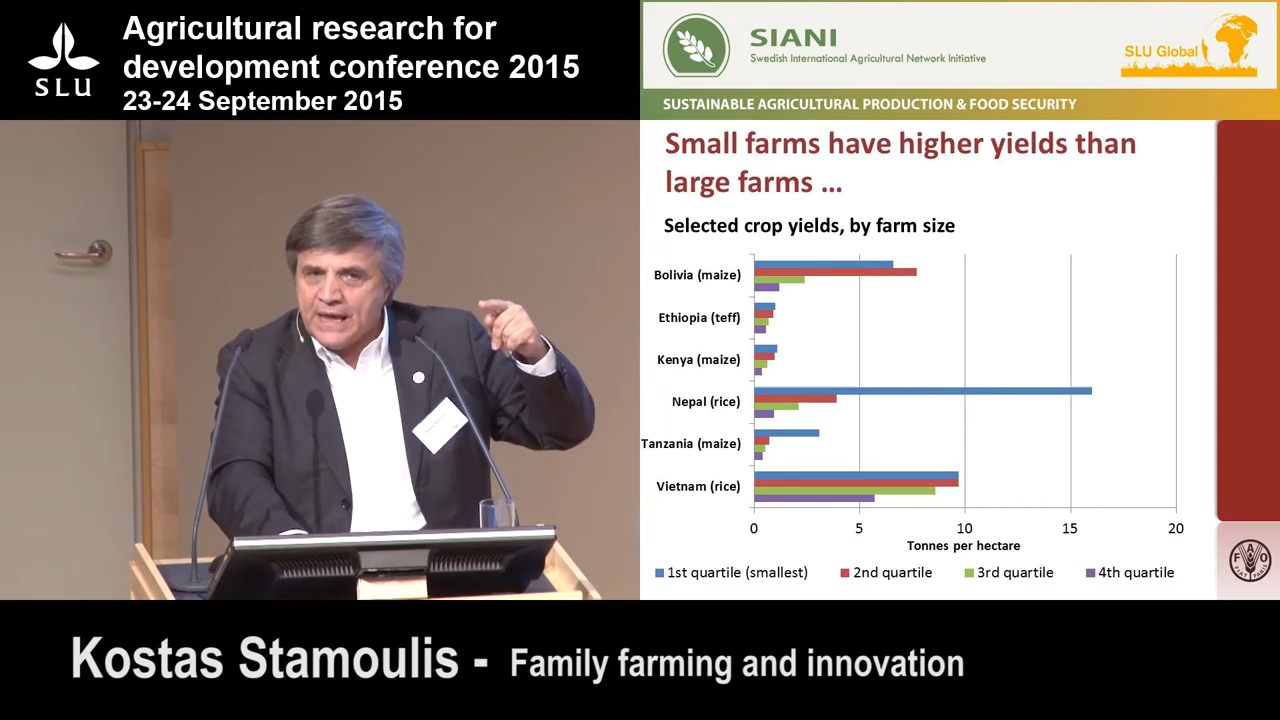 SLU
Agricultural research for
development conference 2015
23-24 September 2015
SIANI
Swedish International Agricultural Network Initiative
SLU Global
SUSTAINABLE AGRICULTURAL PRODUCTION & FOOD SECURITY
Small farms have higher yields than
large farms ...
Selected crop yields, by farm size
Bolivia (maize)
Ethiopia (teff)
Kenya (maize)
Nepal (rice)
Tanzania (maize)
Vietnam (rice)
0 5 10 15 20
Tonnes per hectare
1st quartile (smallest) 2nd quartile 3rd quartile 4th quartile
FAO
FIAT PANIS
Kostas Stamoulis - Family farming and innovation